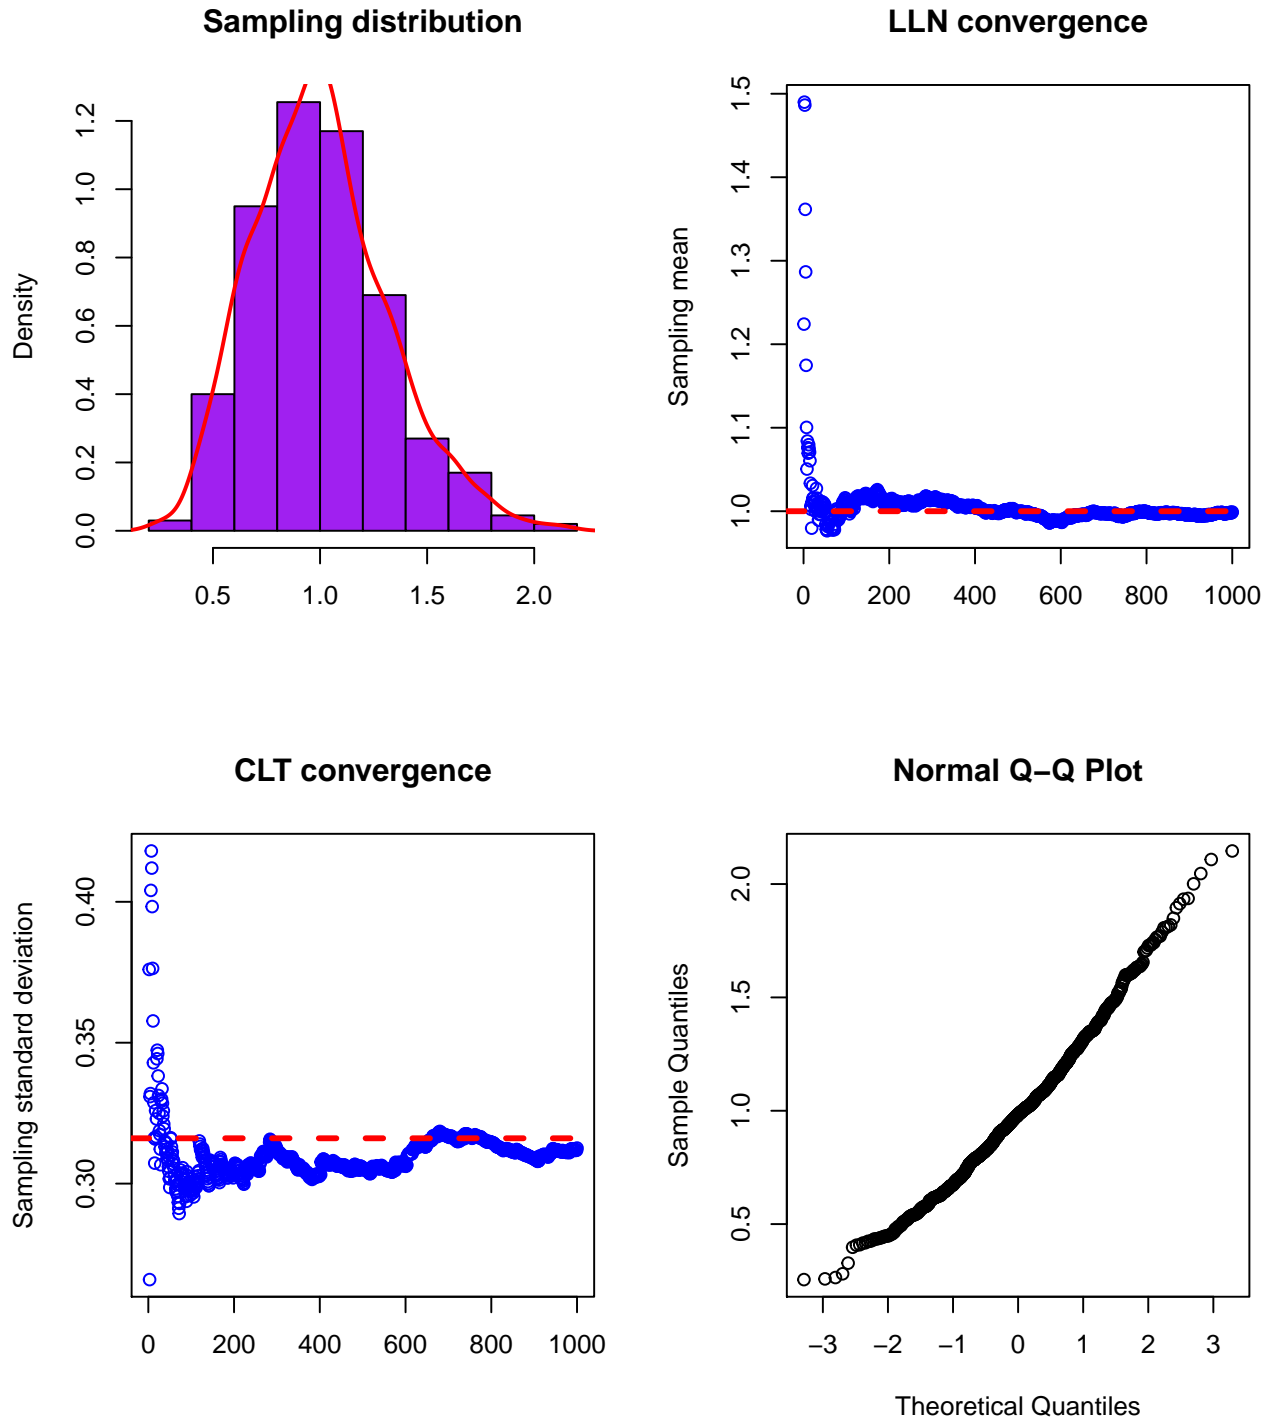 Sampling distribution
Density
0.0 0.2 0.4 0.6 0.8 1.0 1.2
0.5 1.0 1.5 2.0
LLN convergence
Sampling mean
1.0 1.1 1.2 1.3 1.4 1.5
0 200 400 600 800 1000
CLT convergence
Sampling standard deviation
0.30 0.35 0.40
0 200 400 600 800 1000
Normal Q−Q Plot
Sample Quantiles
0.5 1.0 1.5 2.0
−3 −2 −1 0 1 2 3
Theoretical Quantiles